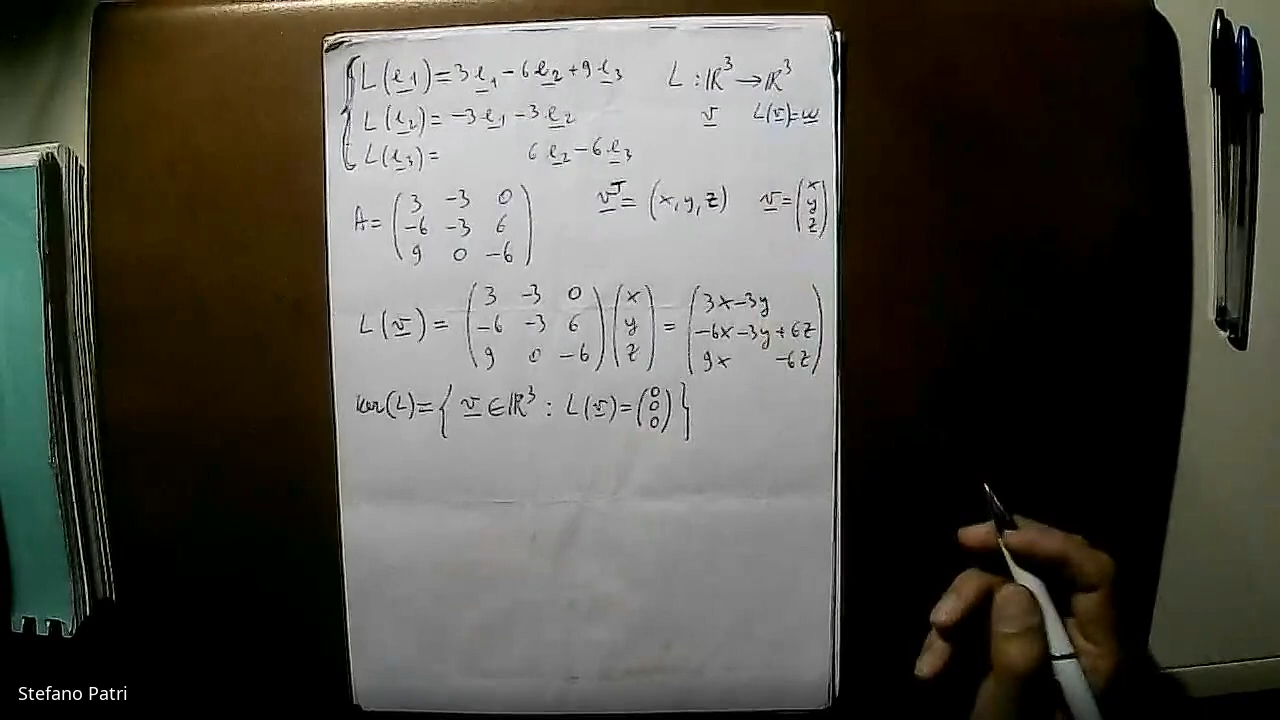 L(e1)=3e1-6e2+9e3 L:ℝ³→ℝ³
L(e2)=-3e1-3e2 v L(v)=w
L(e3)= 6e2-6e3
A= (3 -3 0
-6 -3 6
9 0 -6)
vᵀ= (x,y,z) v=(x
y
z)
L(v)= (3 -3 0
-6 -3 6
9 0 -6) (x
y
z) = (3x-3y
-6x-3y+6z
9x -6z)
ker(L)={ v∈ℝ³ : L(v)=(0
0
0) }
Stefano Patri